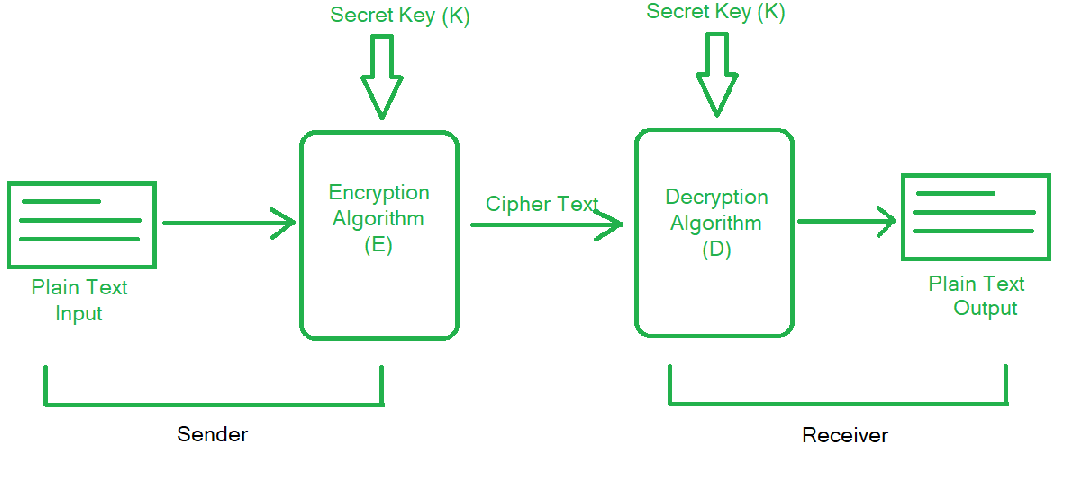 Secret Key (K)
Secret Key (K)
Encryption
Algorithm
(E)
Cipher Text
Decryption
Algorithm
(D)
Plain Text
Input
Plain Text
Output
Sender
Receiver